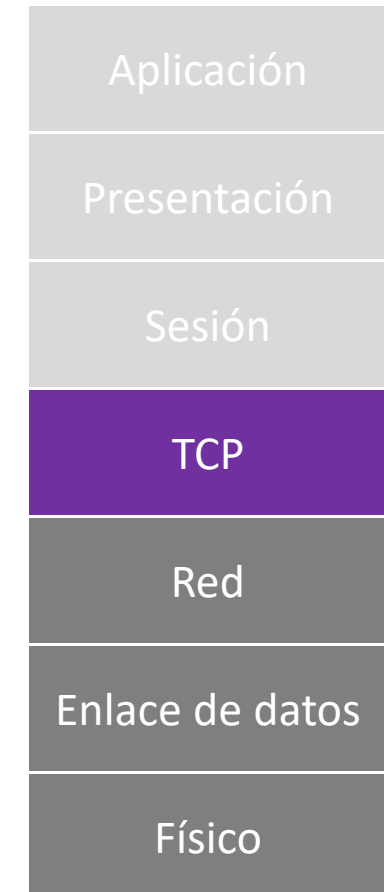 Aplicación
Presentación
Sesión
TCP
Red
Enlace de datos
Físico